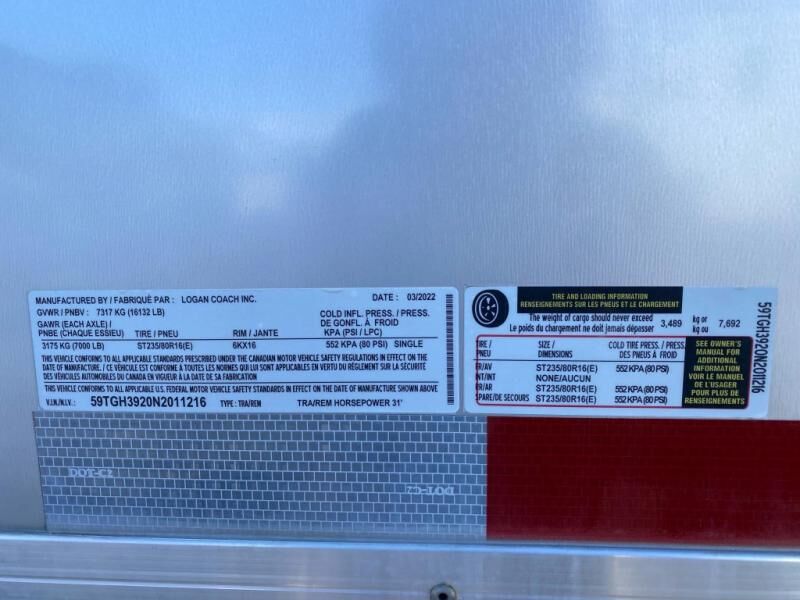 MANUFACTURED BY / FABRIQUÉ PAR : LOGAN COACH INC. DATE : 03/2022
GVWR / PNBV : 7317 KG (16132 LB)
COLD INFL. PRESS. / PRESS.
GAWR (EACH AXLE) / DE GONFL. À FROID
PNBE (CHAQUE ESSIEU) TIRE / PNEU RIM / JANTE KPA (PSI / LPC)
3175 KG (7000 LB) ST235/80R16(E) 6KX16 552 KPA (80 PSI) SINGLE
THIS VEHICLE CONFORMS TO ALL APPLICABLE STANDARDS PRESCRIBED UNDER THE CANADIAN MOTOR VEHICLE SAFETY REGULATIONS IN EFFECT ON THE
DATE OF MANUFACTURE. / CE VÉHICULE EST CONFORME À TOUTES LES NORMES QUI LUI SONT APPLICABLES EN VERTU DU RÈGLEMENT SUR LA SÉCURITÉ
DES VÉHICULES AUTOMOBILES DU CANADA EN VIGUEUR À LA DATE DE SA FABRICATION.
THIS VEHICLE CONFORMS TO ALL APPLICABLE FEDERAL MOTOR VEHICLE SAFETY STANDARDS IN EFFECT ON THE DATE OF MANUFACTURE SHOWN ABOVE
V.I.N./N.I.V.: 59TGH3920N2011216 TYPE : TRA/REM TRA/REM HORSEPOWER 31'
TIRE AND LOADING INFORMATION
RENSEIGNEMENTS SUR LES PNEUS ET LE CHARGEMENT
The weight of cargo should never exceed 3,489 kg or 7,692
Le poids du chargement ne doit jamais dépasser kg ou
TIRE / SIZE / COLD TIRE PRESS./PRESS.
PNEU DIMENSIONS DES PNEUS À FROID
FR/AV ST235/80R16(E) 552 KPA (80 PSI)
INT/INT NONE/AUCUN
RR/AR ST235/80R16(E) 552 KPA (80 PSI)
SPARE/DE SECOURS ST235/80R16(E) 552 KPA (80 PSI)
SEE OWNER'S
MANUAL FOR
ADDITIONAL
INFORMATION
VOIR LE MANUEL
DE L'USAGER
POUR PLUS DE
RENSEIGNEMENTS
59TGH3920N2011216
DOT-C2
DOT-C2